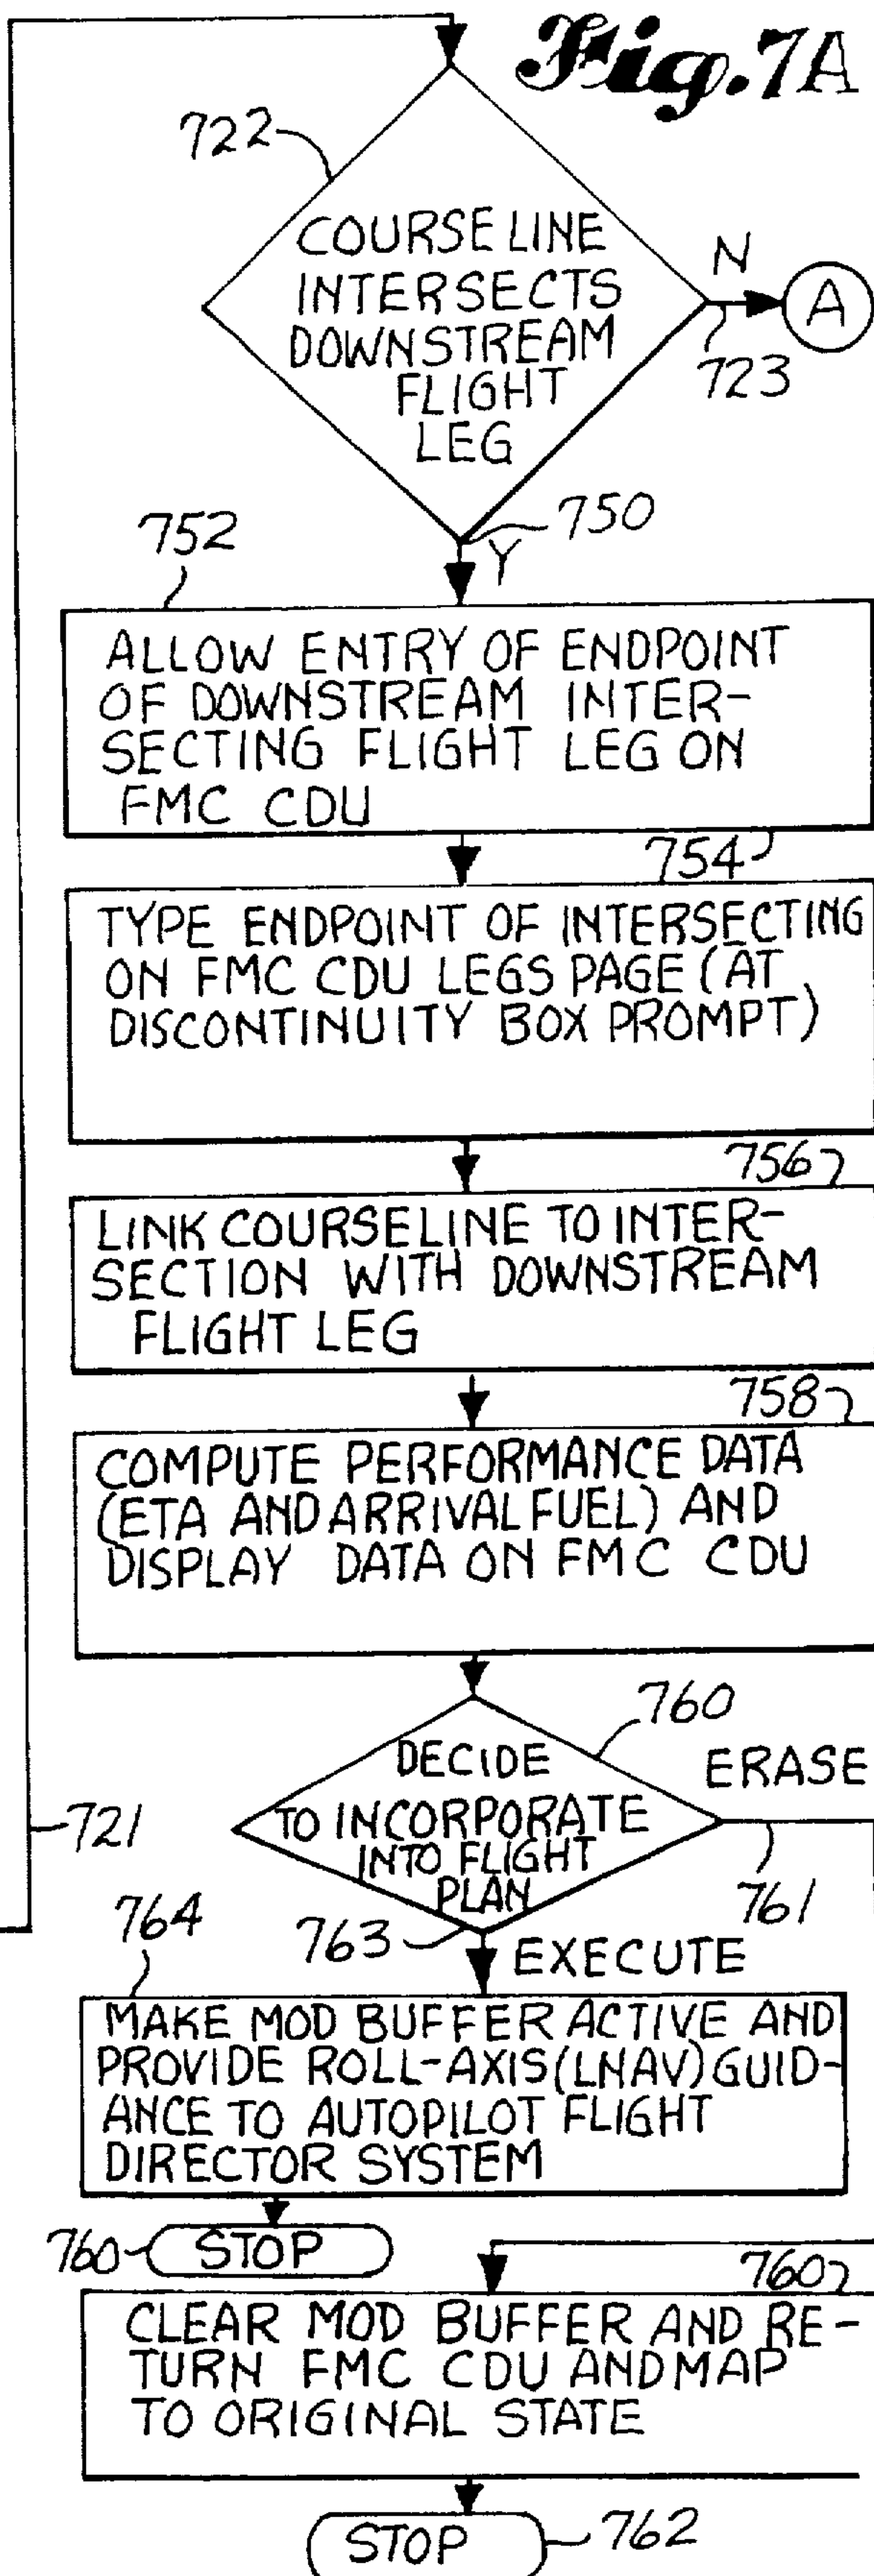 Fig. 7A
722
COURSE LINE
INTERSECTS
DOWNSTREAM
FLIGHT
LEG
N
A
723
750
Y
752
ALLOW ENTRY OF ENDPOINT
OF DOWNSTREAM INTER-
SECTING FLIGHT LEG ON
FMC CDU
754
TYPE ENDPOINT OF INTERSECTING
ON FMC CDU LEGS PAGE (AT
DISCONTINUITY BOX PROMPT)
756
LINK COURSELINE TO INTER-
SECTION WITH DOWNSTREAM
FLIGHT LEG
758
COMPUTE PERFORMANCE DATA
(ETA AND ARRIVAL FUEL) AND
DISPLAY DATA ON FMC CDU
760
DECIDE
TO INCORPORATE
INTO FLIGHT
PLAN
ERASE
721
761
764
763
EXECUTE
MAKE MOD BUFFER ACTIVE AND
PROVIDE ROLL-AXIS (LNAV) GUID-
ANCE TO AUTOPILOT FLIGHT
DIRECTOR SYSTEM
760
STOP
760
CLEAR MOD BUFFER AND RE-
TURN FMC CDU AND MAP
TO ORIGINAL STATE
STOP
762